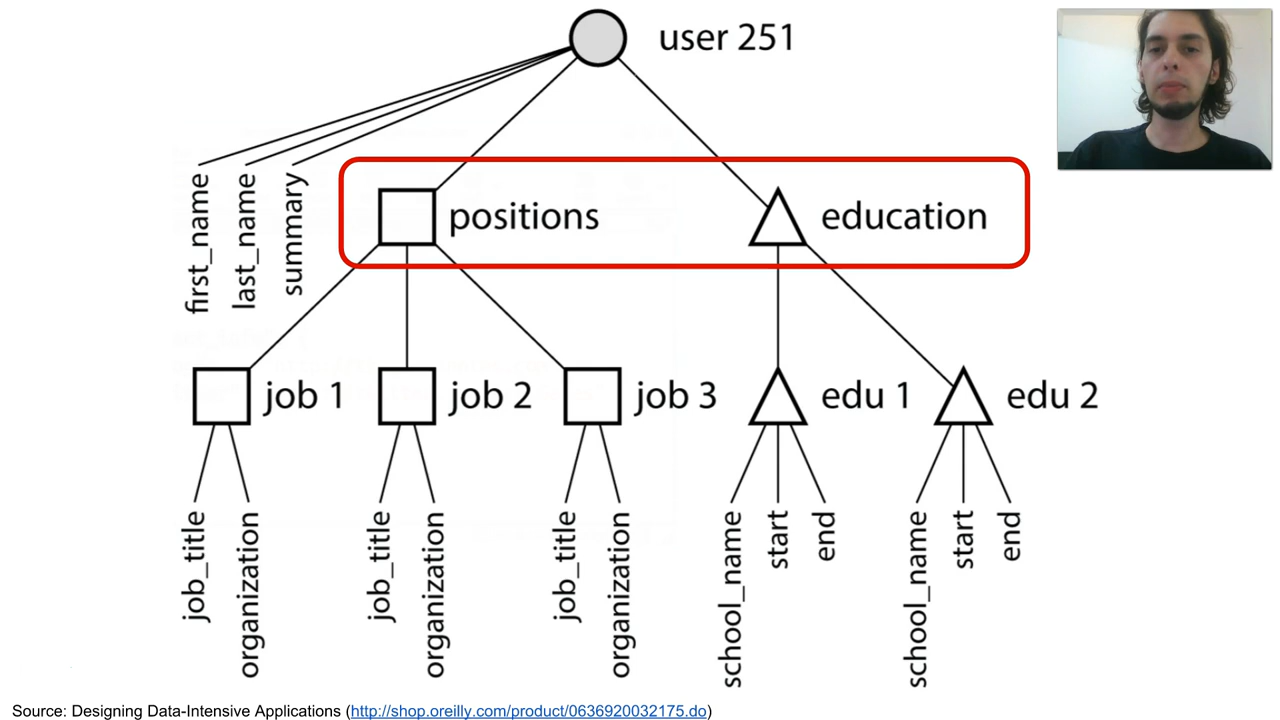 user 251
first_name
last_name
summary
positions
education
job 1
job 2
job 3
edu 1
edu 2
job_title
organization
job_title
organization
job_title
organization
school_name
start
end
school_name
start
end
Source: Designing Data-Intensive Applications (http://shop.oreilly.com/product/0636920032175.do)